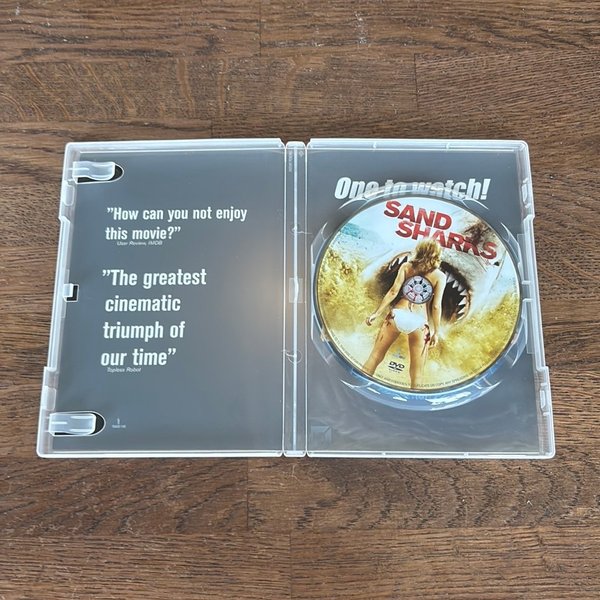 "How can you not enjoy
this movie?"
User Review, IMDB
"The greatest
cinematic
triumph of
our time"
Topless Robot
One to watch!
SAND
SHARKS
DVD